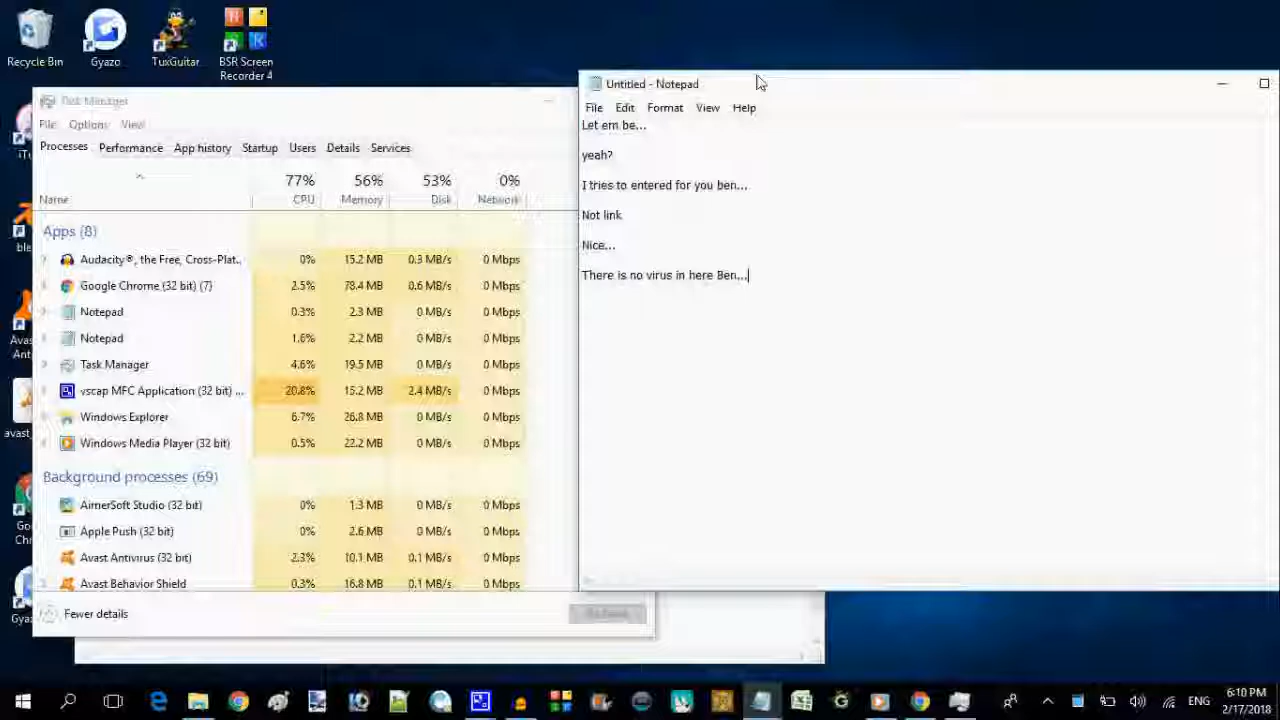 Recycle Bin
Gyazo
TuxGuitar
BSR Screen
Recorder 4
Task Manager
File Options View
Processes Performance App history Startup Users Details Services
77% 56% 53% 0%
Name CPU Memory Disk Network
Apps (8)
Audacity®, the Free, Cross-Plat... 0% 15.2 MB 0.3 MB/s 0 Mbps
Google Chrome (32 bit) (7) 2.5% 78.4 MB 0.6 MB/s 0 Mbps
Notepad 0.3% 2.3 MB 0 MB/s 0 Mbps
Notepad 1.6% 2.2 MB 0 MB/s 0 Mbps
Task Manager 4.6% 19.5 MB 0 MB/s 0 Mbps
vscap MFC Application (32 bit) ... 20.8% 15.2 MB 2.4 MB/s 0 Mbps
Windows Explorer 6.7% 26.8 MB 0 MB/s 0 Mbps
Windows Media Player (32 bit) 0.5% 22.2 MB 0 MB/s 0 Mbps
Background processes (69)
AimerSoft Studio (32 bit) 0% 1.3 MB 0 MB/s 0 Mbps
Apple Push (32 bit) 0% 2.6 MB 0 MB/s 0 Mbps
Avast Antivirus (32 bit) 2.3% 10.1 MB 0.1 MB/s 0 Mbps
Avast Behavior Shield 0.3% 16.8 MB 0.1 MB/s 0 Mbps
Fewer details
Untitled - Notepad
File Edit Format View Help
Let em be...
yeah?
I tries to entered for you ben...
Not link
Nice...
There is no virus in here Ben...
iT
ble
Avas
Ant
avast_
Go
Chr
Gya
ENG
6:10 PM
2/17/2018